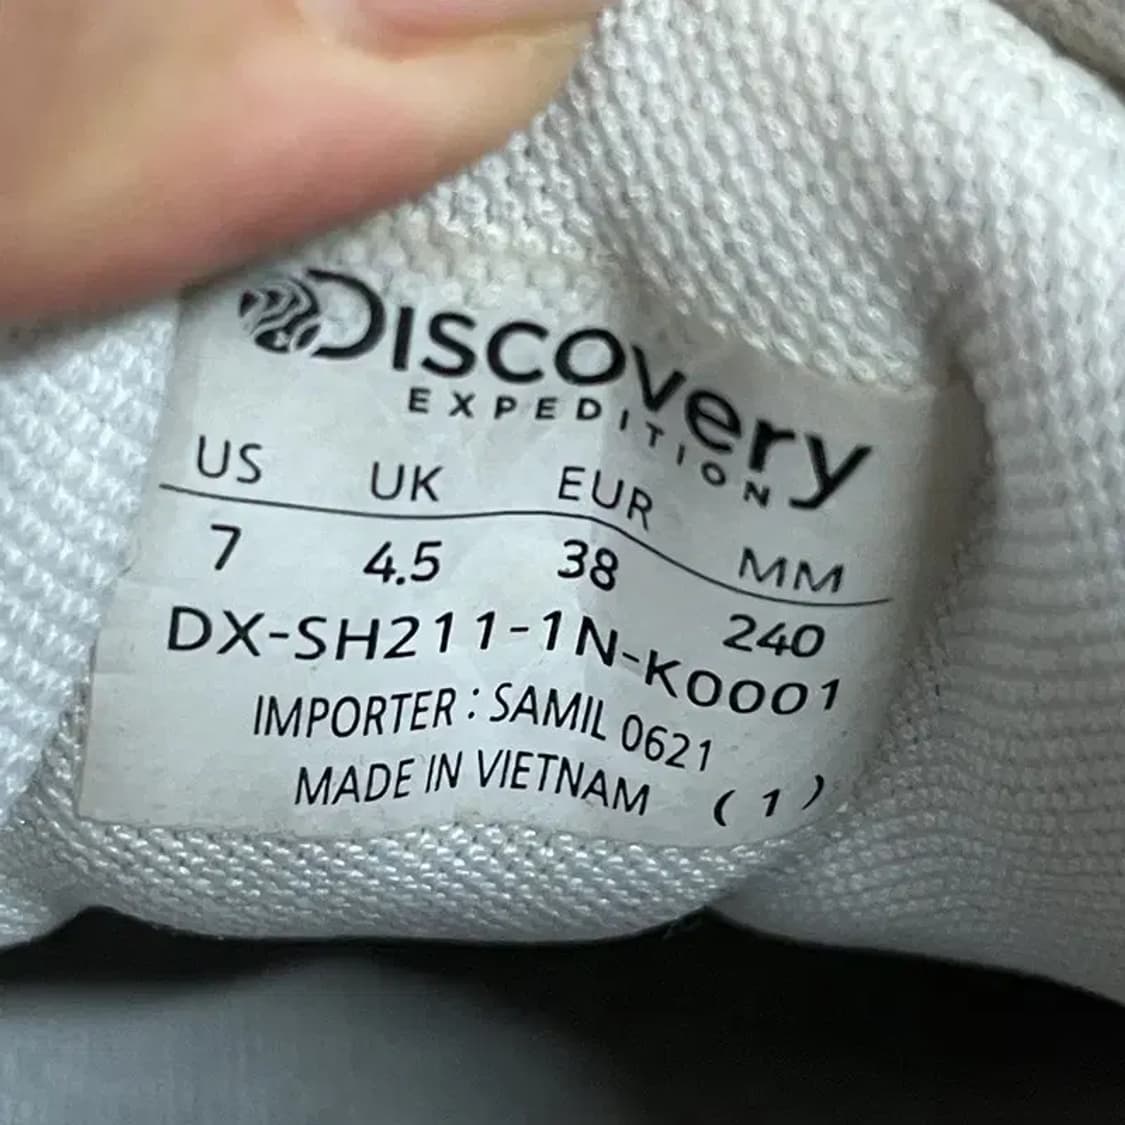 DISCOVery
EXPEDITION
US UK EUR MM
7 4.5 38 240
DX-SH211-1N-K0001
IMPORTER : SAMIL 0621
MADE IN VIETNAM ( 1 )